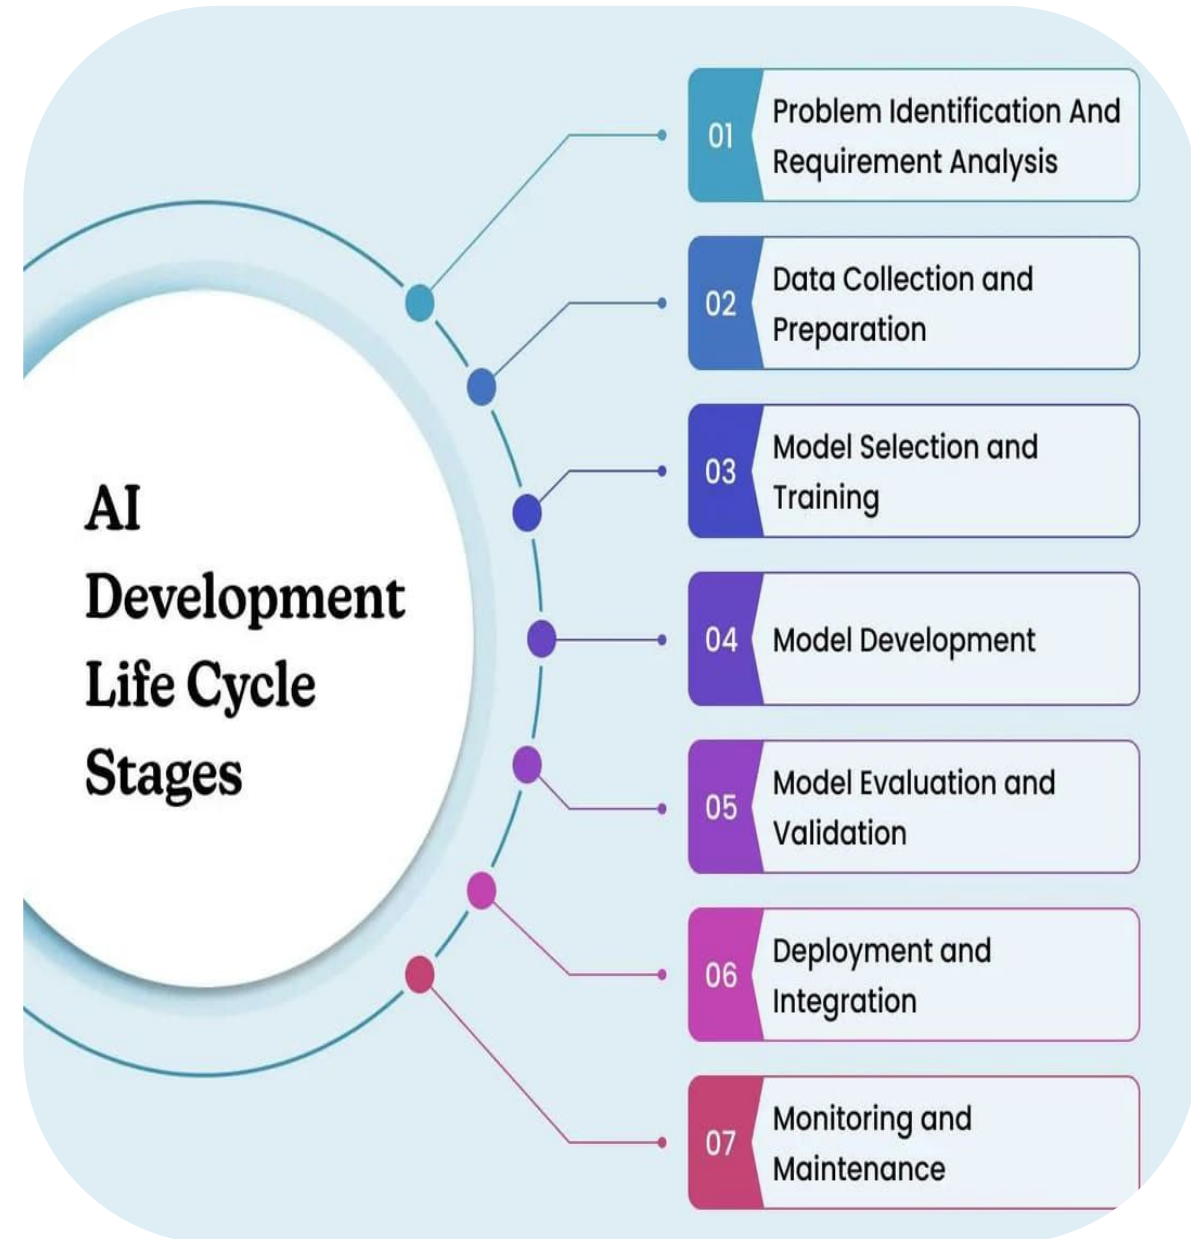 AI
Development
Life Cycle
Stages
01
Problem Identification And
Requirement Analysis
02
Data Collection and
Preparation
03
Model Selection and
Training
04
Model Development
05
Model Evaluation and
Validation
06
Deployment and
Integration
07
Monitoring and
Maintenance